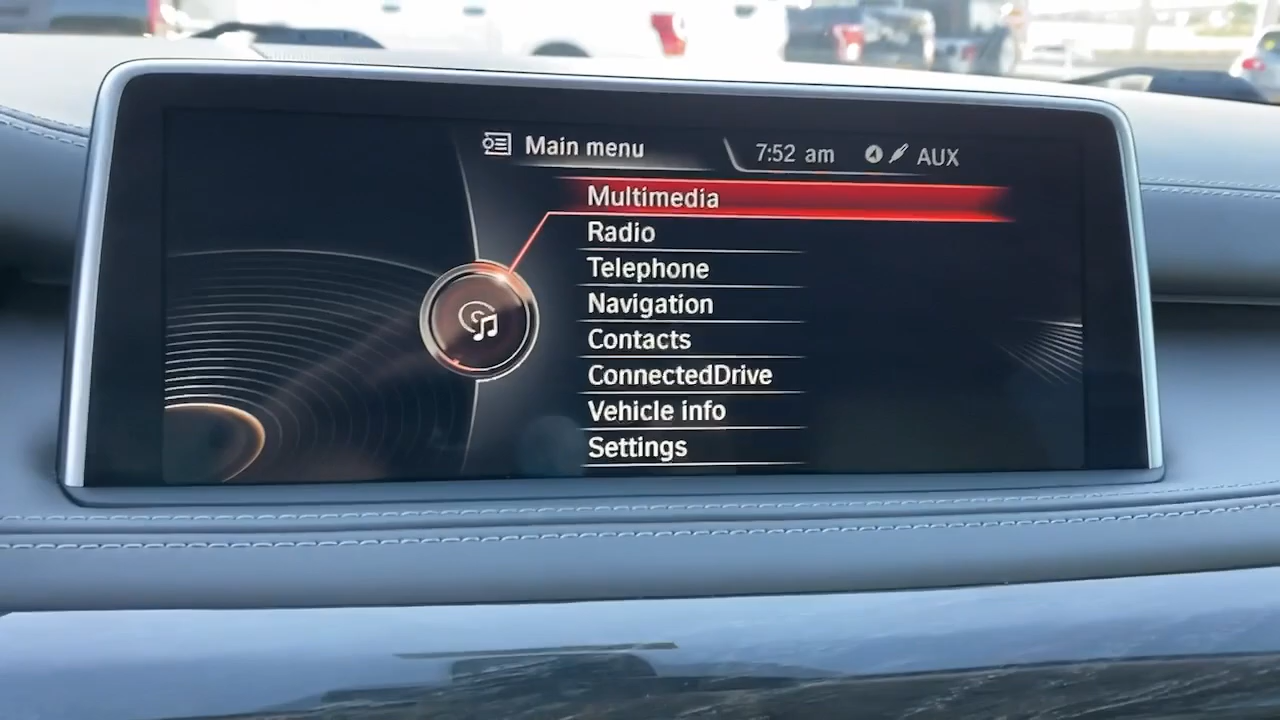 Main menu
7:52 am
AUX
Multimedia
Radio
Telephone
Navigation
Contacts
ConnectedDrive
Vehicle info
Settings